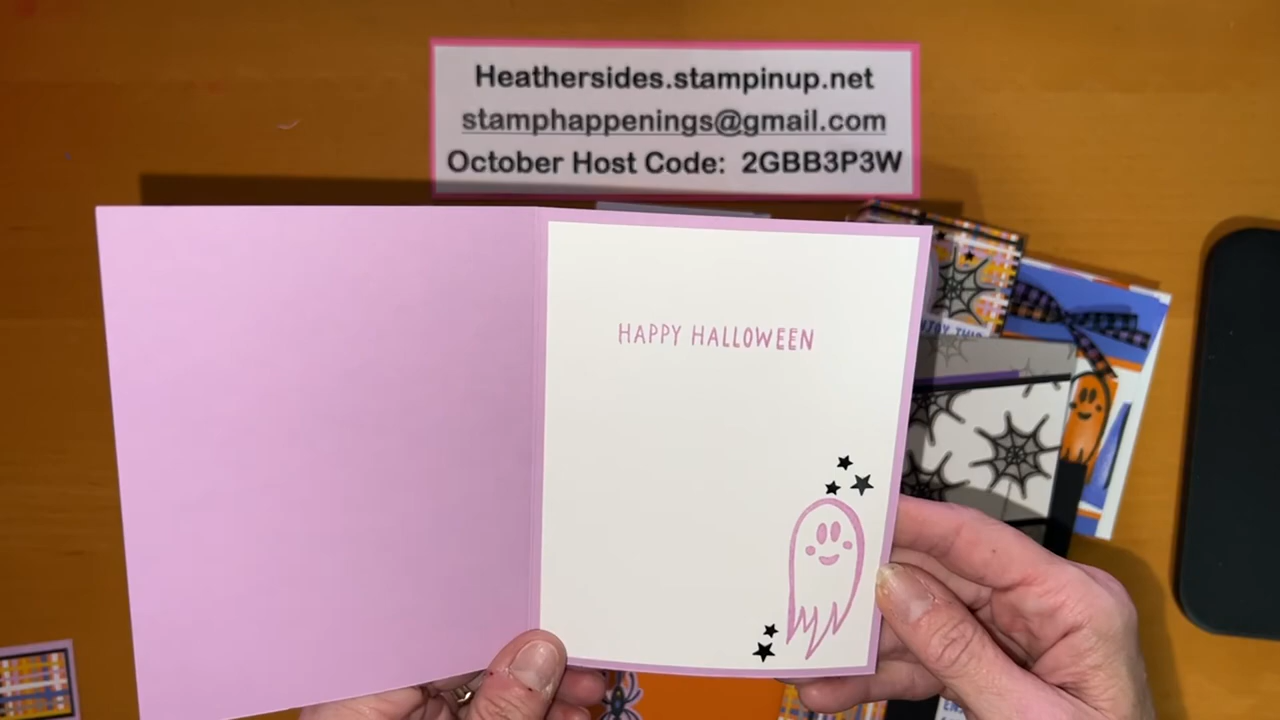 Heathersides.stampinup.net
stamphappenings@gmail.com
October Host Code: 2GBB3P3W
HAPPY HALLOWEEN